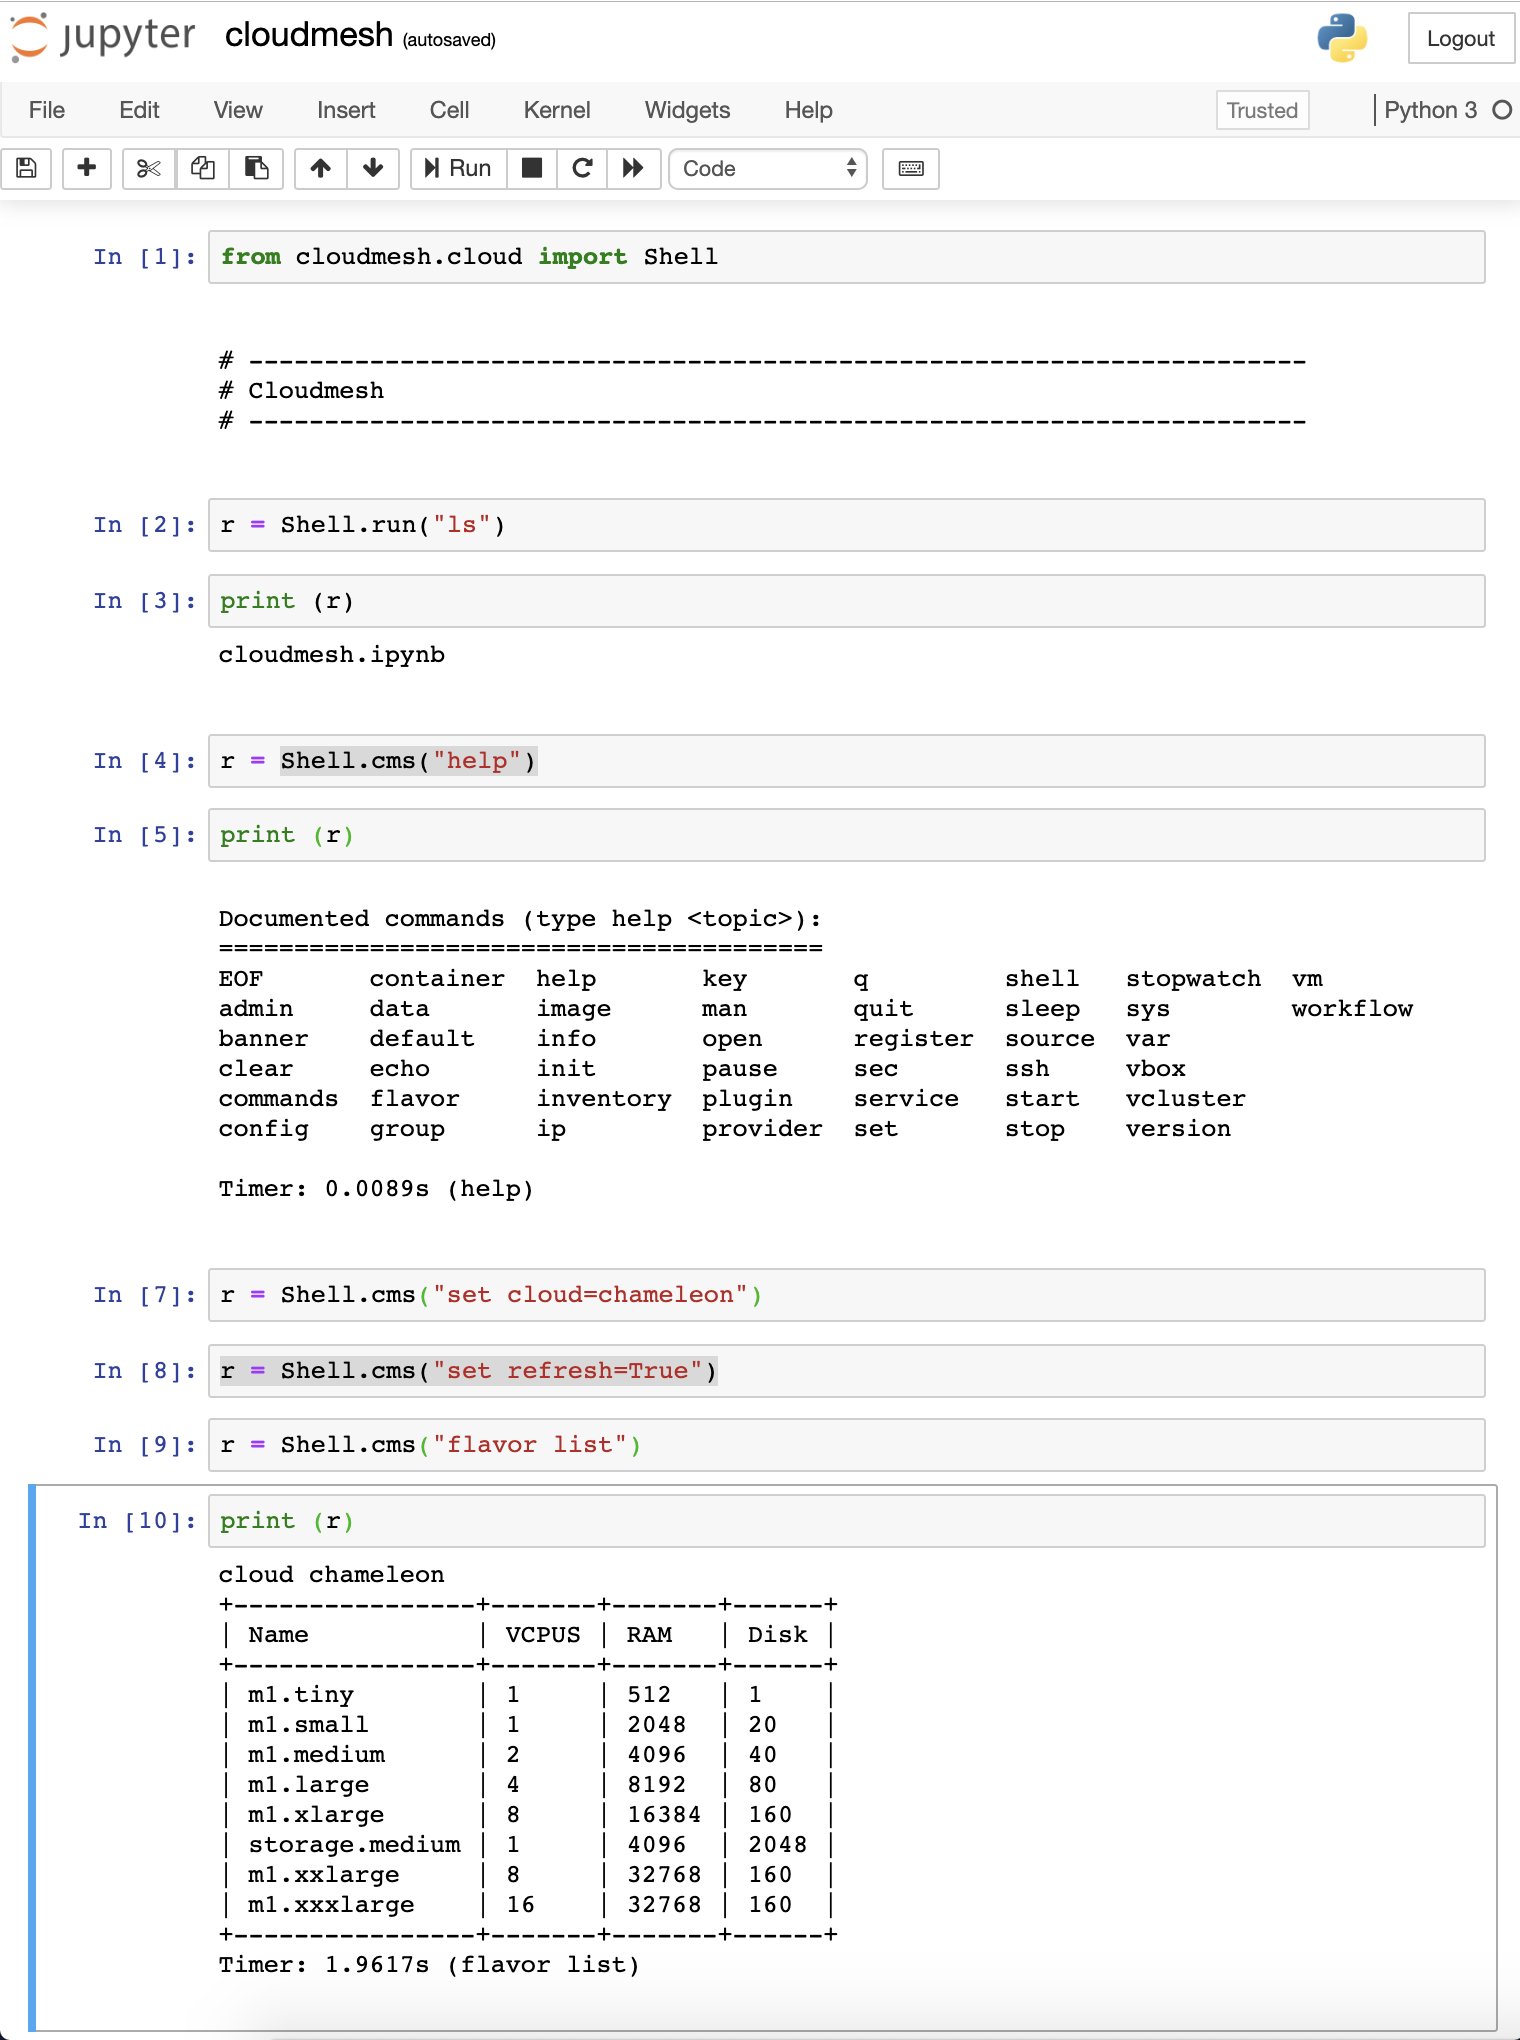 jupyter cloudmesh (autosaved) Logout
File Edit View Insert Cell Kernel Widgets Help Trusted Python 3
Run Code
In [1]: from cloudmesh.cloud import Shell
# ----------------------------------------------------------------------
# Cloudmesh
# ----------------------------------------------------------------------
In [2]: r = Shell.run("ls")
In [3]: print (r)
cloudmesh.ipynb
In [4]: r = Shell.cms("help")
In [5]: print (r)
Documented commands (type help <topic>):
========================================
EOF       container  help       key       q         shell   stopwatch  vm
admin     data       image      man       quit      sleep   sys        workflow
banner    default    info       open      register  source  var
clear     echo       init       pause     sec       ssh     vbox
commands  flavor     inventory  plugin    service   start   vcluster
config    group      ip         provider  set       stop    version
Timer: 0.0089s (help)
In [7]: r = Shell.cms("set cloud=chameleon")
In [8]: r = Shell.cms("set refresh=True")
In [9]: r = Shell.cms("flavor list")
In [10]: print (r)
cloud chameleon
+----------------+-------+-------+------+
| Name           | VCPUS | RAM   | Disk |
+----------------+-------+-------+------+
| m1.tiny        | 1     | 512   | 1    |
| m1.small       | 1     | 2048  | 20   |
| m1.medium      | 2     | 4096  | 40   |
| m1.large       | 4     | 8192  | 80   |
| m1.xlarge      | 8     | 16384 | 160  |
| storage.medium | 1     | 4096  | 2048 |
| m1.xxlarge     | 8     | 32768 | 160  |
| m1.xxxlarge    | 16    | 32768 | 160  |
+----------------+-------+-------+------+
Timer: 1.9617s (flavor list)